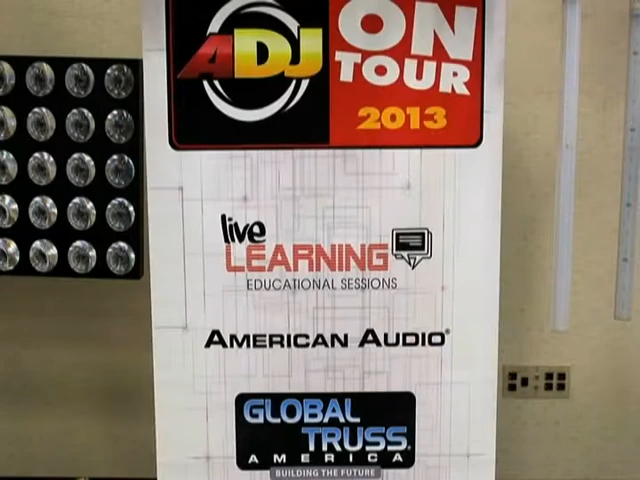 ADJ
ON
TOUR
2013
live
LEARNING
EDUCATIONAL SESSIONS
AMERICAN AUDIO®
GLOBAL
TRUSS®
AMERICA
BUILDING THE FUTURE